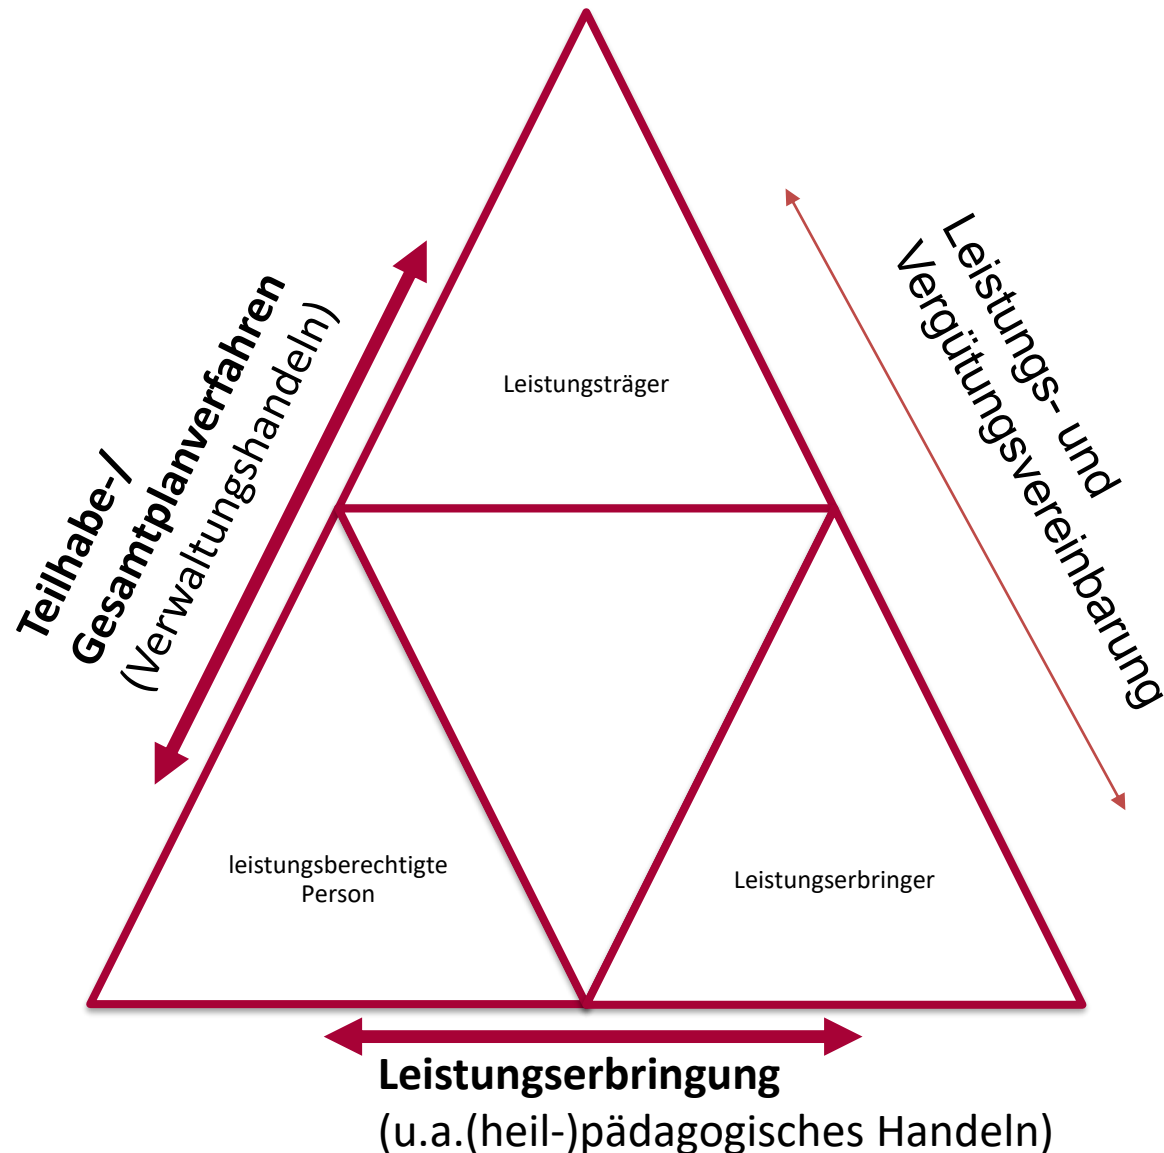 Teilhabe-/
Gesamtplanverfahren
(Verwaltungshandeln)
Leistungs- und
Vergütungsvereinbarung
Leistungsträger
leistungsberechtigte
Person
Leistungserbringer
Leistungserbringung
(u.a.(heil-)pädagogisches Handeln)